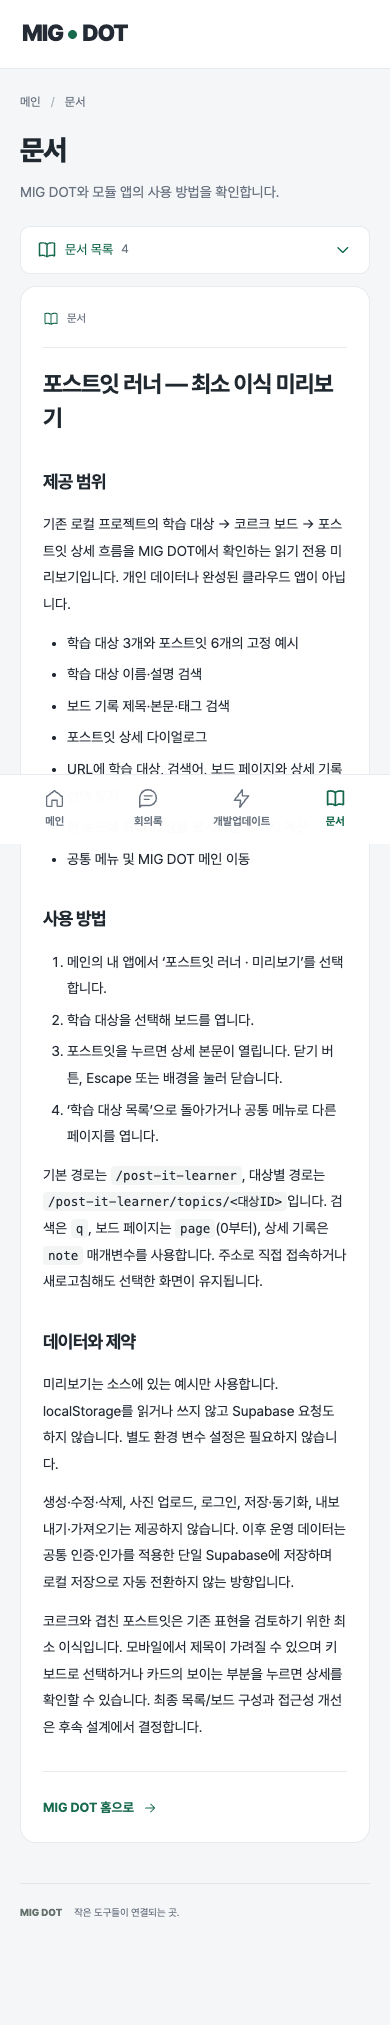 MIG DOT
메인 / 문서
문서
MIG DOT와 모듈 앱의 사용 방법을 확인합니다.
문서 목록 4
문서
포스트잇 러너 — 최소 이식 미리보
기
제공 범위
기존 로컬 프로젝트의 학습 대상 → 코르크 보드 → 포스
트잇 상세 흐름을 MIG DOT에서 확인하는 읽기 전용 미
리보기입니다. 개인 데이터나 완성된 클라우드 앱이 아닙
니다.
• 학습 대상 3개와 포스트잇 6개의 고정 예시
• 학습 대상 이름·설명 검색
• 보드 기록 제목·본문·태그 검색
• 포스트잇 상세 다이얼로그
• URL에 학습 대상, 검색어, 보드 페이지와 상세 기록
메인 회의록 개발업데이트 문서
• 공통 메뉴 및 MIG DOT 메인 이동
사용 방법
1. 메인의 내 앱에서 ‘포스트잇 러너 · 미리보기’를 선택
합니다.
2. 학습 대상을 선택해 보드를 엽니다.
3. 포스트잇을 누르면 상세 본문이 열립니다. 닫기 버
튼, Escape 또는 배경을 눌러 닫습니다.
4. ‘학습 대상 목록’으로 돌아가거나 공통 메뉴로 다른
페이지를 엽니다.
기본 경로는 /post-it-learner, 대상별 경로는
/post-it-learner/topics/<대상ID>입니다. 검
색은 q, 보드 페이지는 page(0부터), 상세 기록은
note 매개변수를 사용합니다. 주소로 직접 접속하거나
새로고침해도 선택한 화면이 유지됩니다.
데이터와 제약
미리보기는 소스에 있는 예시만 사용합니다.
localStorage를 읽거나 쓰지 않고 Supabase 요청도
하지 않습니다. 별도 환경 변수 설정은 필요하지 않습니
다.
생성·수정·삭제, 사진 업로드, 로그인, 저장·동기화, 내보
내기·가져오기는 제공하지 않습니다. 이후 운영 데이터는
공통 인증·인가를 적용한 단일 Supabase에 저장하며
로컬 저장으로 자동 전환하지 않는 방향입니다.
코르크와 겹친 포스트잇은 기존 표현을 검토하기 위한 최
소 이식입니다. 모바일에서 제목이 가려질 수 있으며 키
보드로 선택하거나 카드의 보이는 부분을 누르면 상세를
확인할 수 있습니다. 최종 목록/보드 구성과 접근성 개선
은 후속 설계에서 결정합니다.
MIG DOT 홈으로 →
MIG DOT 작은 도구들이 연결되는 곳.